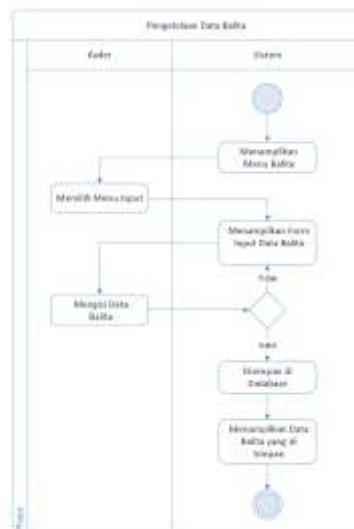 Pengelolaan Data Balita
Kader
Sistem
Menampilkan
Menu Balita
Memilih Menu Input
Menampilkan Form
Input Data Balita
Mengisi Data
Balita
Disimpan di
Database
Menampilkan Data
Balita yang di
Simpan